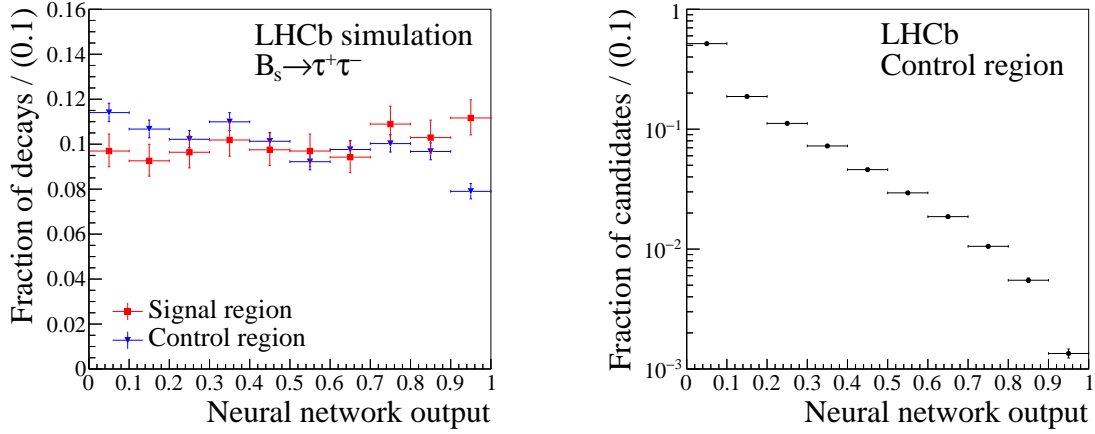 Fraction of decays / (0.1)
0.16
0.14
0.12
0.1
0.08
0.06
0.04
0.02
0
LHCb simulation
Bₛ→τ⁺τ⁻
Signal region
Control region
0 0.1 0.2 0.3 0.4 0.5 0.6 0.7 0.8 0.9 1
Neural network output
Fraction of candidates / (0.1)
1
10⁻¹
10⁻²
10⁻³
LHCb
Control region
0 0.1 0.2 0.3 0.4 0.5 0.6 0.7 0.8 0.9 1
Neural network output